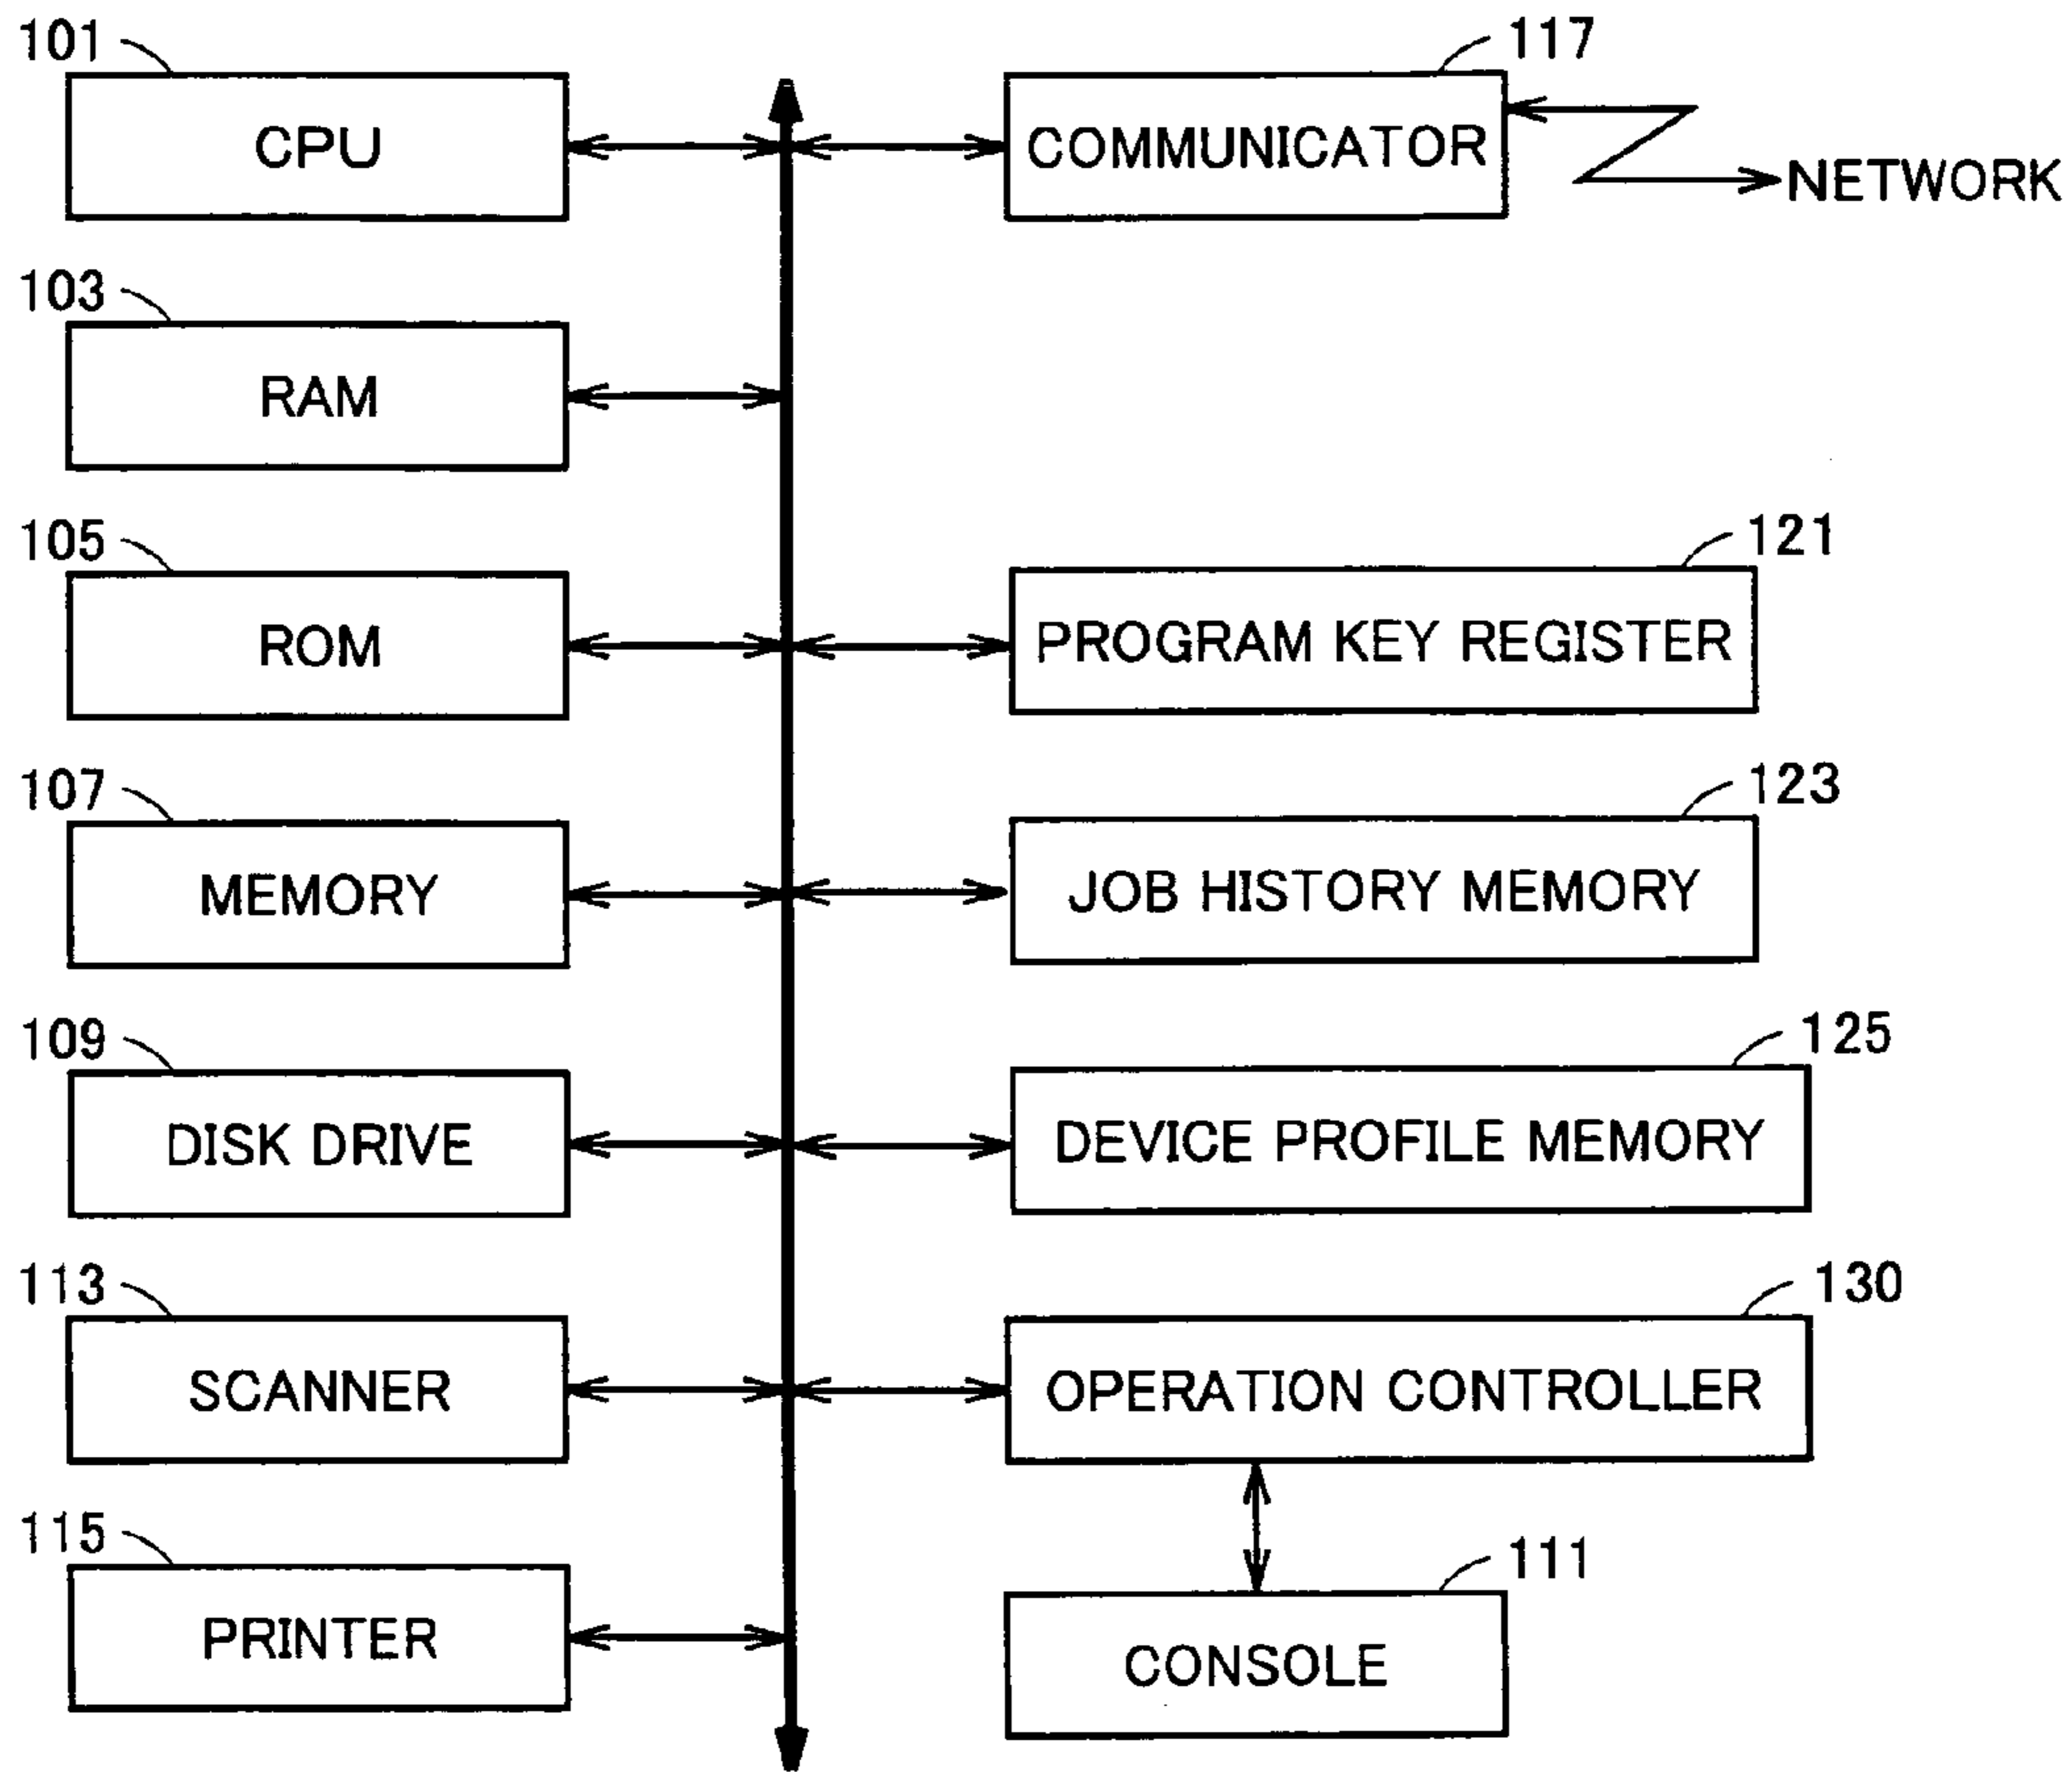 101
CPU
117
COMMUNICATOR
NETWORK
103
RAM
105
ROM
121
PROGRAM KEY REGISTER
107
MEMORY
123
JOB HISTORY MEMORY
109
DISK DRIVE
125
DEVICE PROFILE MEMORY
113
SCANNER
130
OPERATION CONTROLLER
115
PRINTER
111
CONSOLE